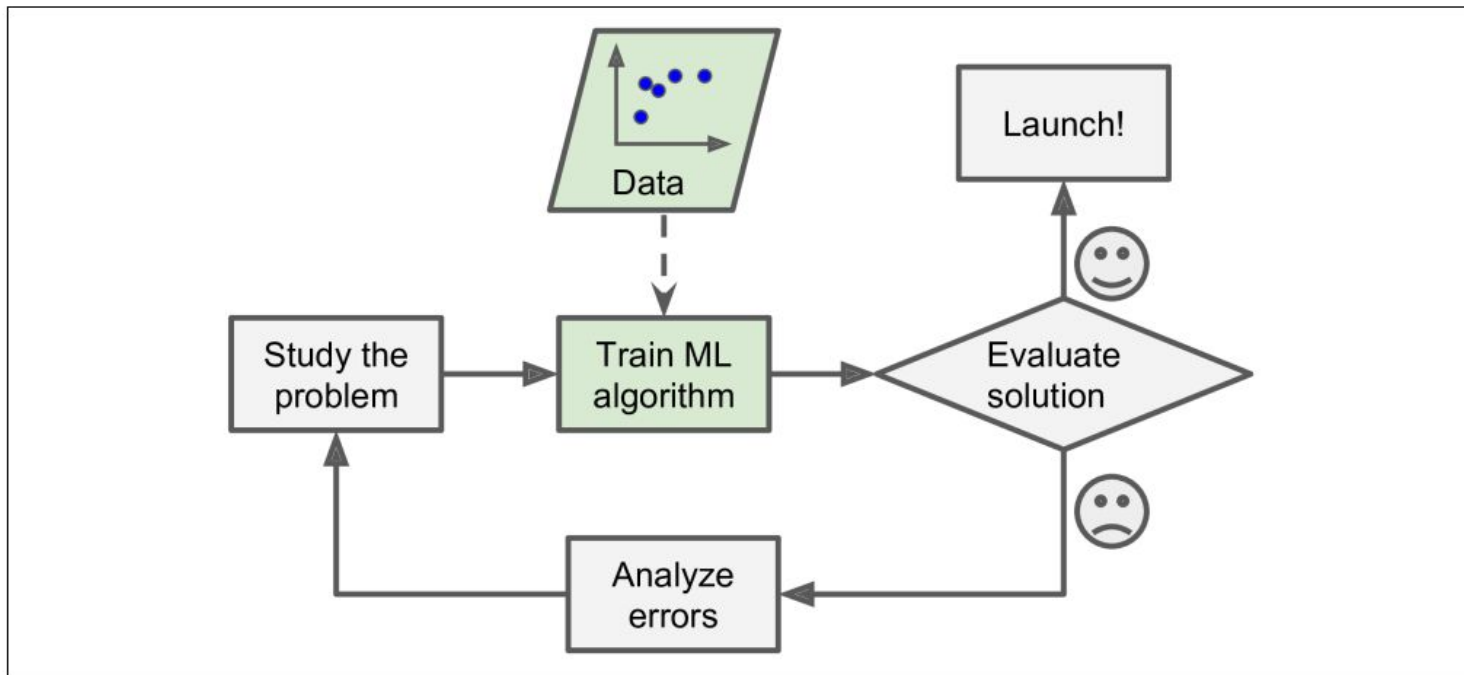 Data
Launch!
Study the
problem
Train ML
algorithm
Evaluate
solution
Analyze
errors